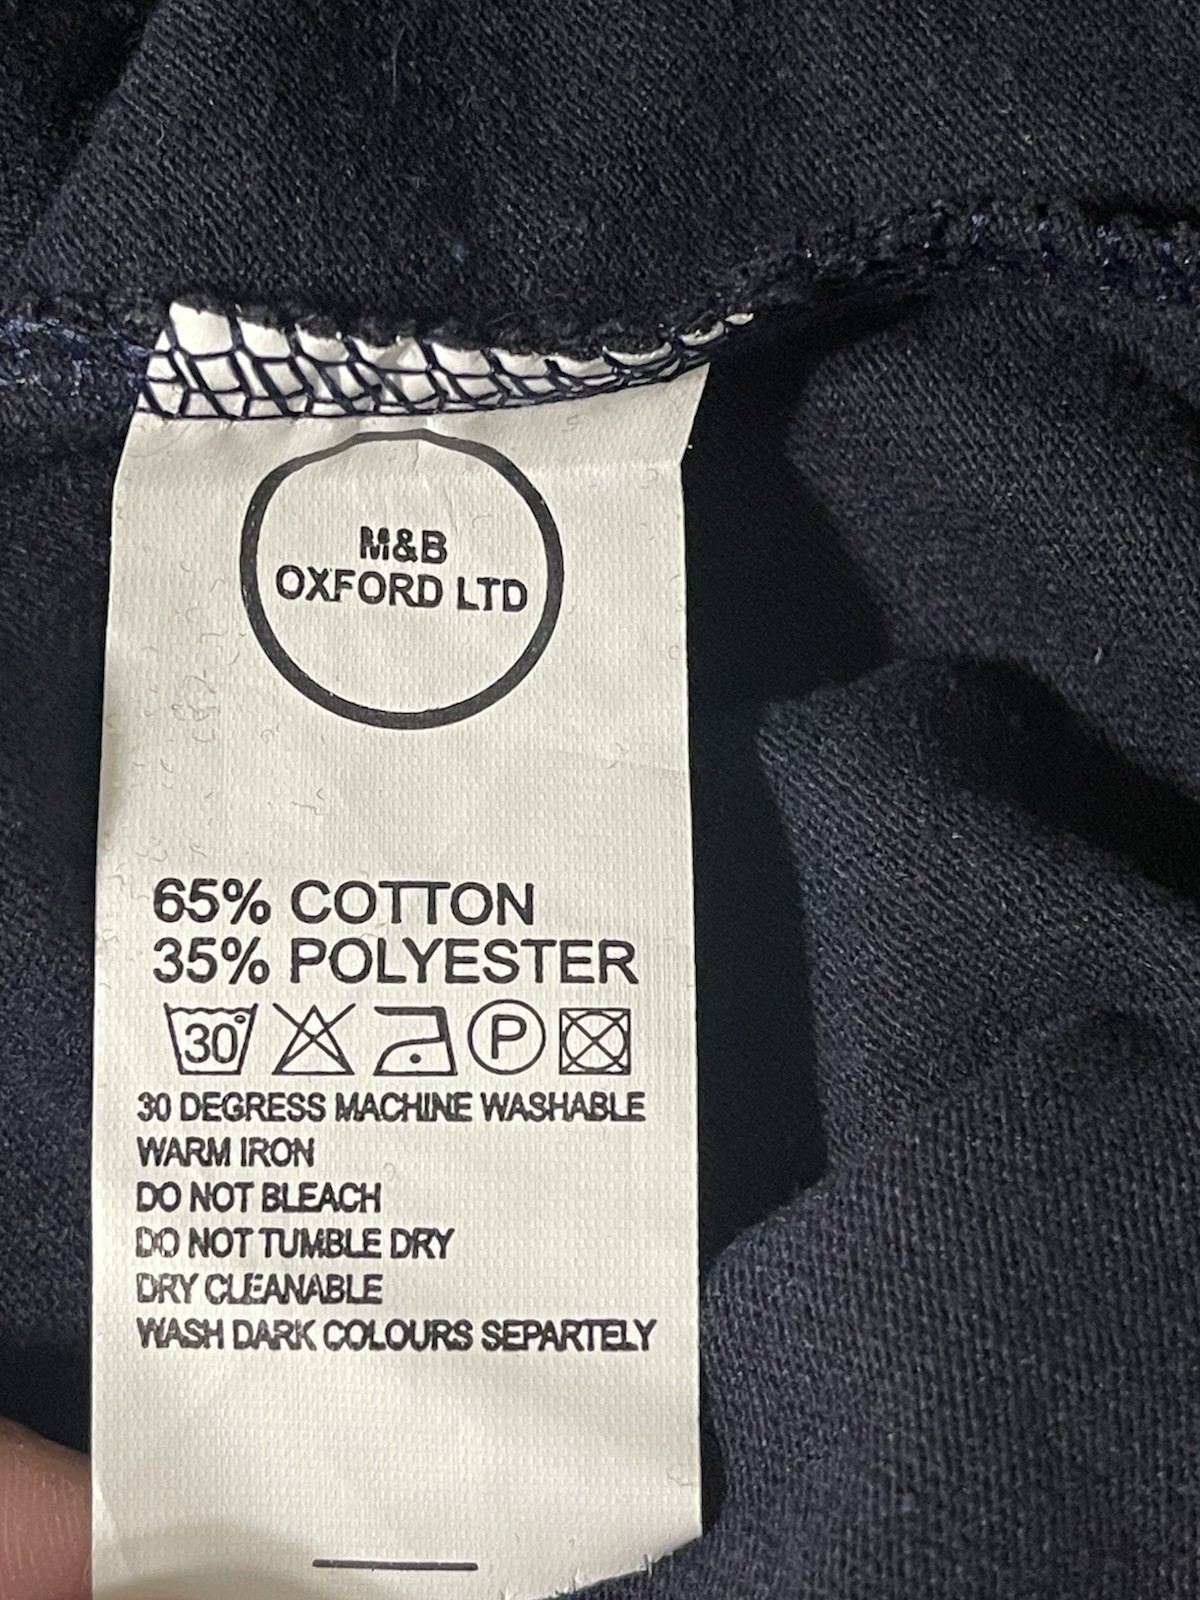 M&B
OXFORD LTD
65% COTTON
35% POLYESTER
30° P
30 DEGRESS MACHINE WASHABLE
WARM IRON
DO NOT BLEACH
DO NOT TUMBLE DRY
DRY CLEANABLE
WASH DARK COLOURS SEPARTELY